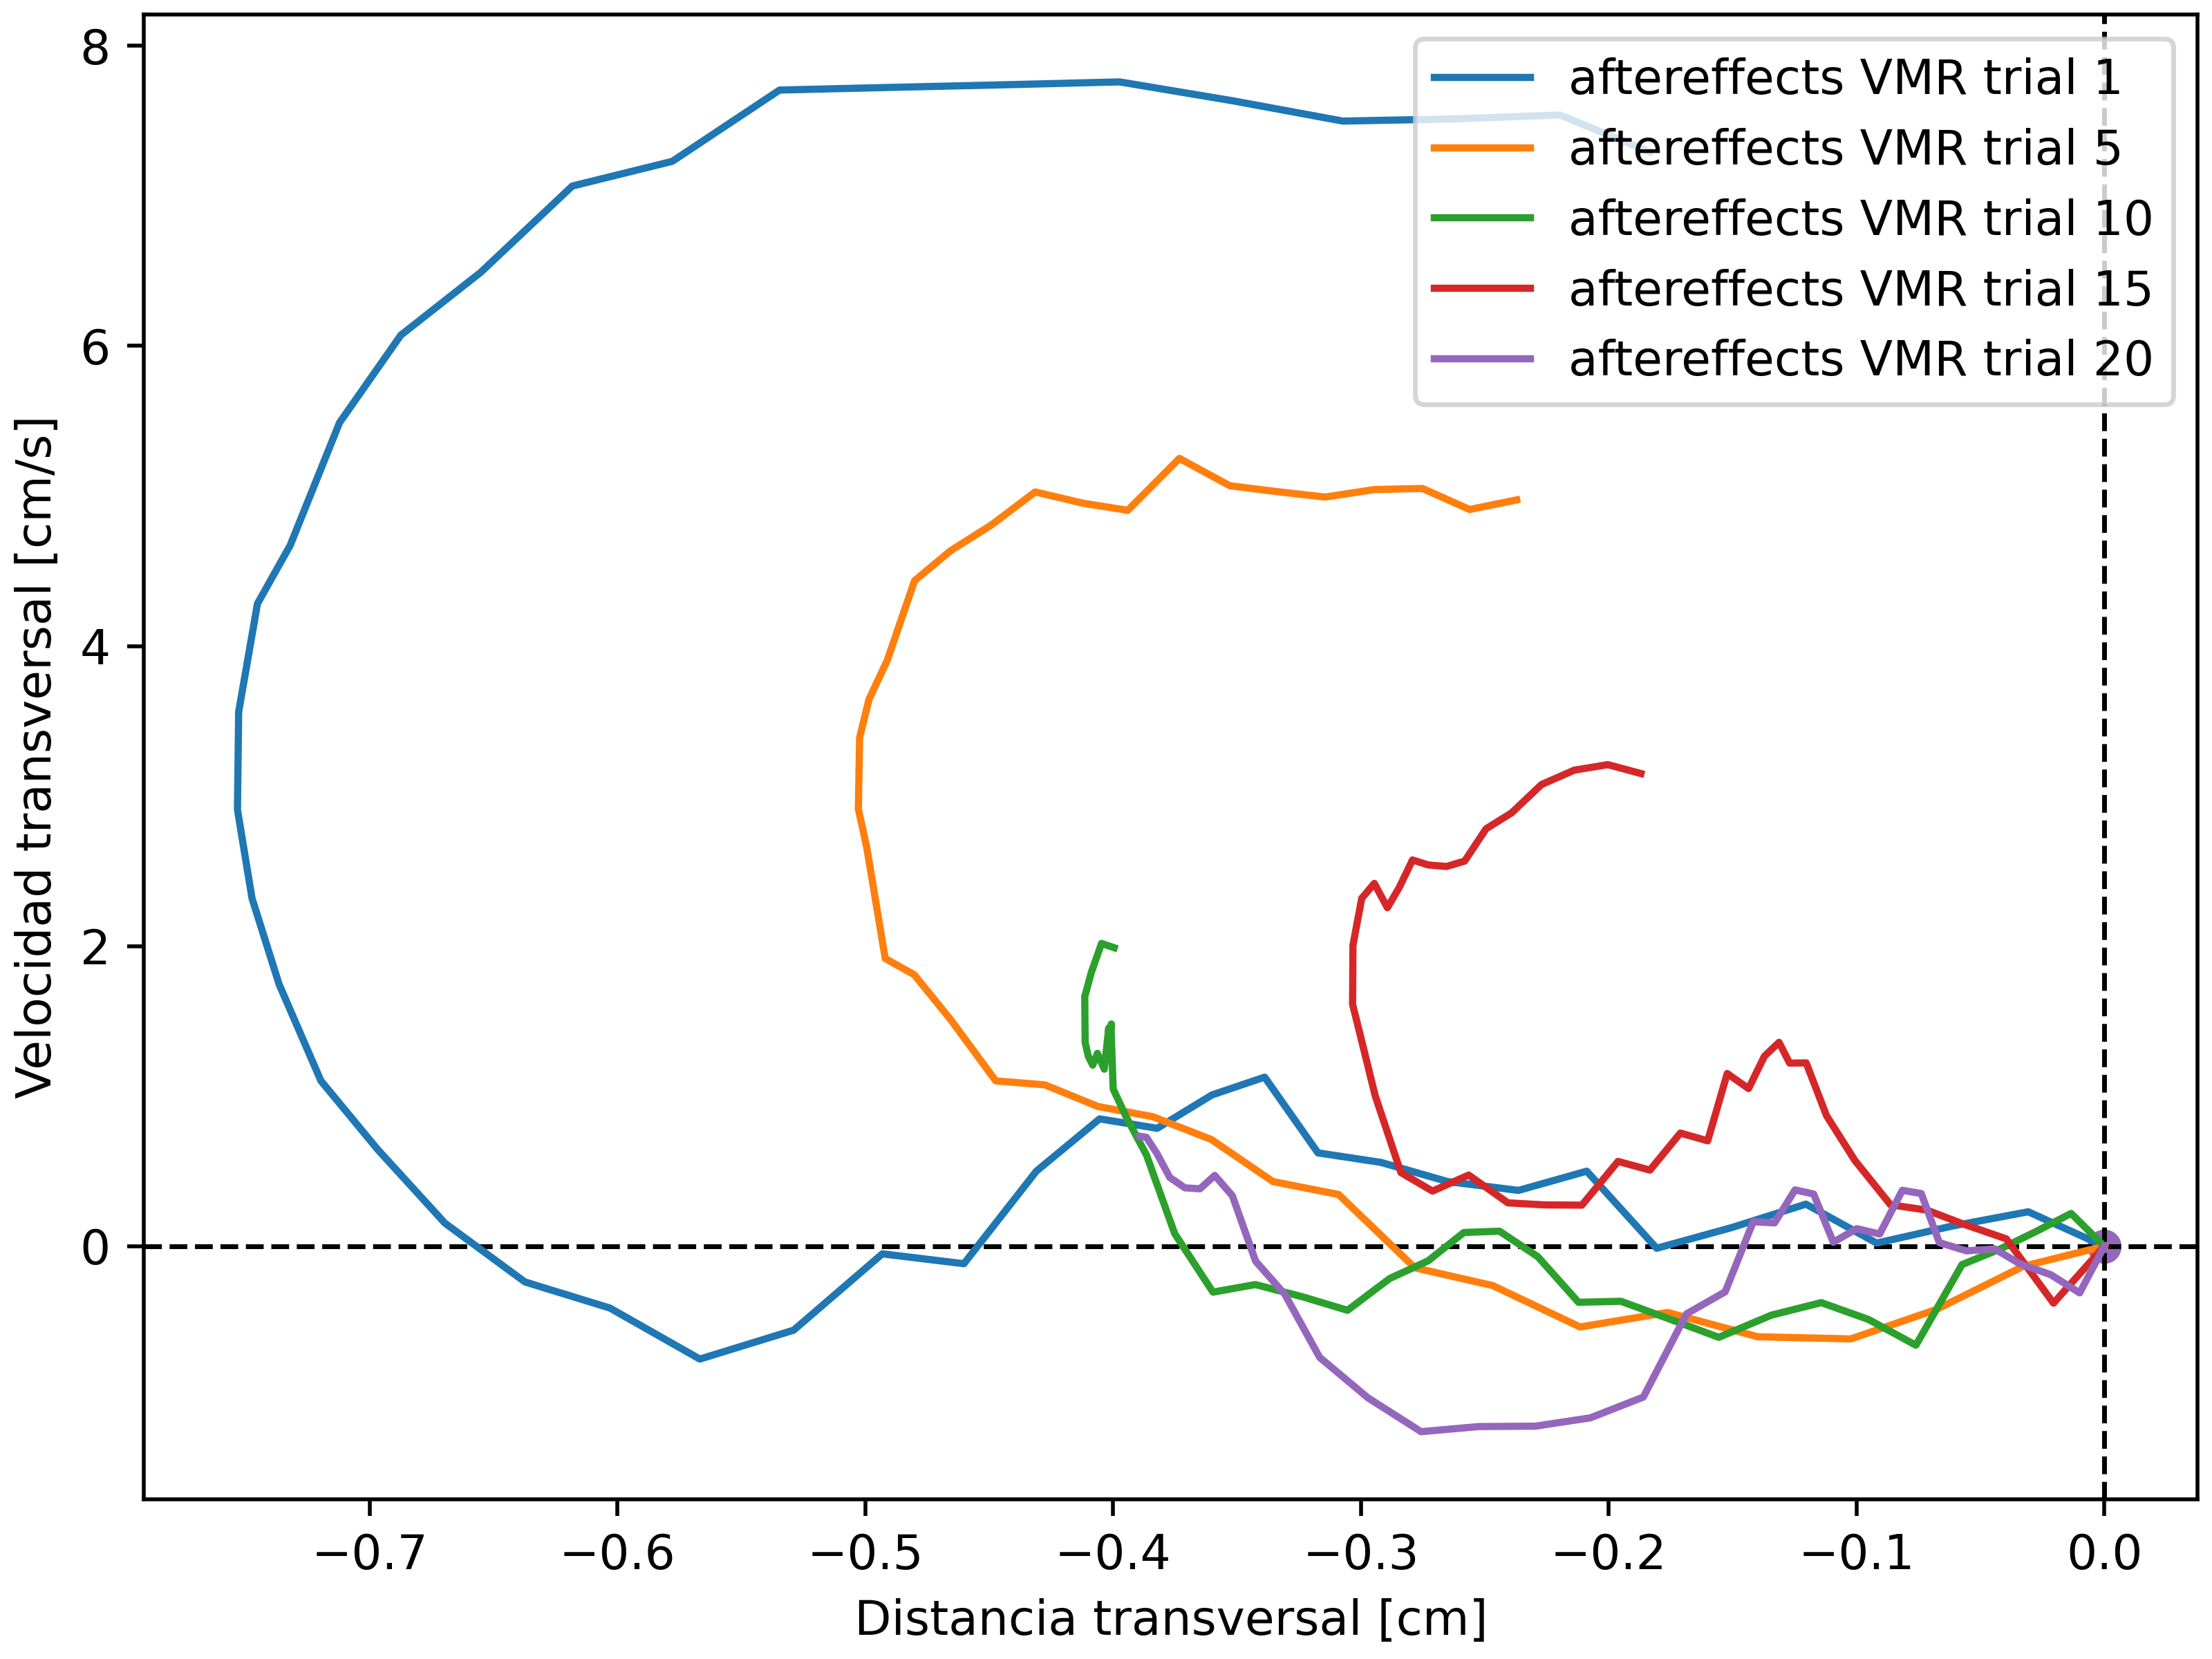 8
6
4
2
0
Velocidad transversal [cm/s]
aftereffects VMR trial 1
aftereffects VMR trial 5
aftereffects VMR trial 10
aftereffects VMR trial 15
aftereffects VMR trial 20
−0.7 −0.6 −0.5 −0.4 −0.3 −0.2 −0.1 0.0
Distancia transversal [cm]